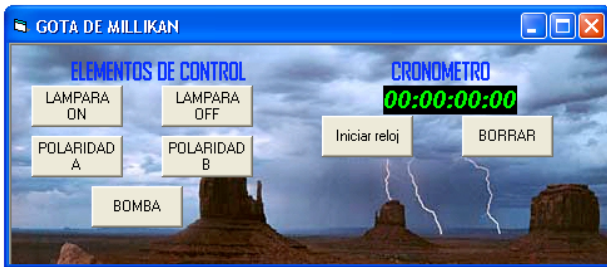 GOTA DE MILLIKAN
ELEMENTOS DE CONTROL
LAMPARA
ON
LAMPARA
OFF
POLARIDAD
A
POLARIDAD
B
BOMBA
CRONOMETRO
00:00:00:00
Iniciar reloj
BORRAR